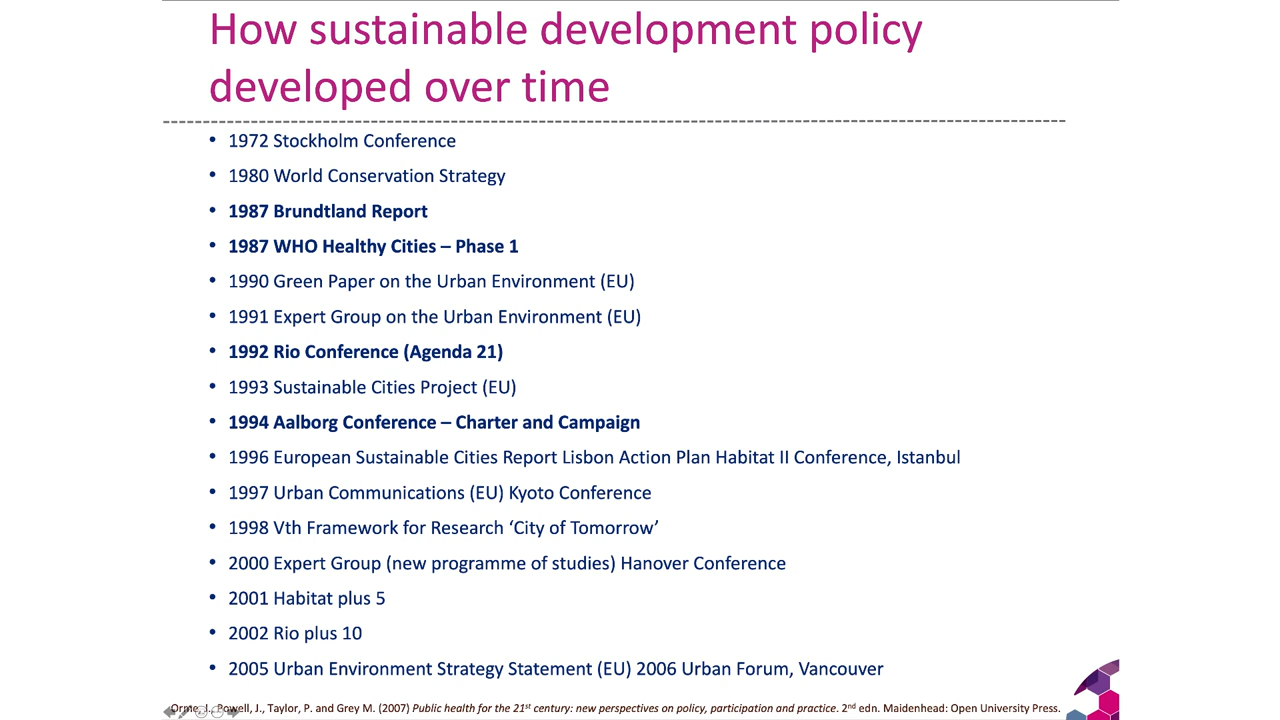 How sustainable development policy
developed over time
• 1972 Stockholm Conference
• 1980 World Conservation Strategy
• 1987 Brundtland Report
• 1987 WHO Healthy Cities – Phase 1
• 1990 Green Paper on the Urban Environment (EU)
• 1991 Expert Group on the Urban Environment (EU)
• 1992 Rio Conference (Agenda 21)
• 1993 Sustainable Cities Project (EU)
• 1994 Aalborg Conference – Charter and Campaign
• 1996 European Sustainable Cities Report Lisbon Action Plan Habitat II Conference, Istanbul
• 1997 Urban Communications (EU) Kyoto Conference
• 1998 Vth Framework for Research ‘City of Tomorrow’
• 2000 Expert Group (new programme of studies) Hanover Conference
• 2001 Habitat plus 5
• 2002 Rio plus 10
• 2005 Urban Environment Strategy Statement (EU) 2006 Urban Forum, Vancouver
Orme, J., Powell, J., Taylor, P. and Grey M. (2007) Public health for the 21st century: new perspectives on policy, participation and practice. 2nd edn. Maidenhead: Open University Press.